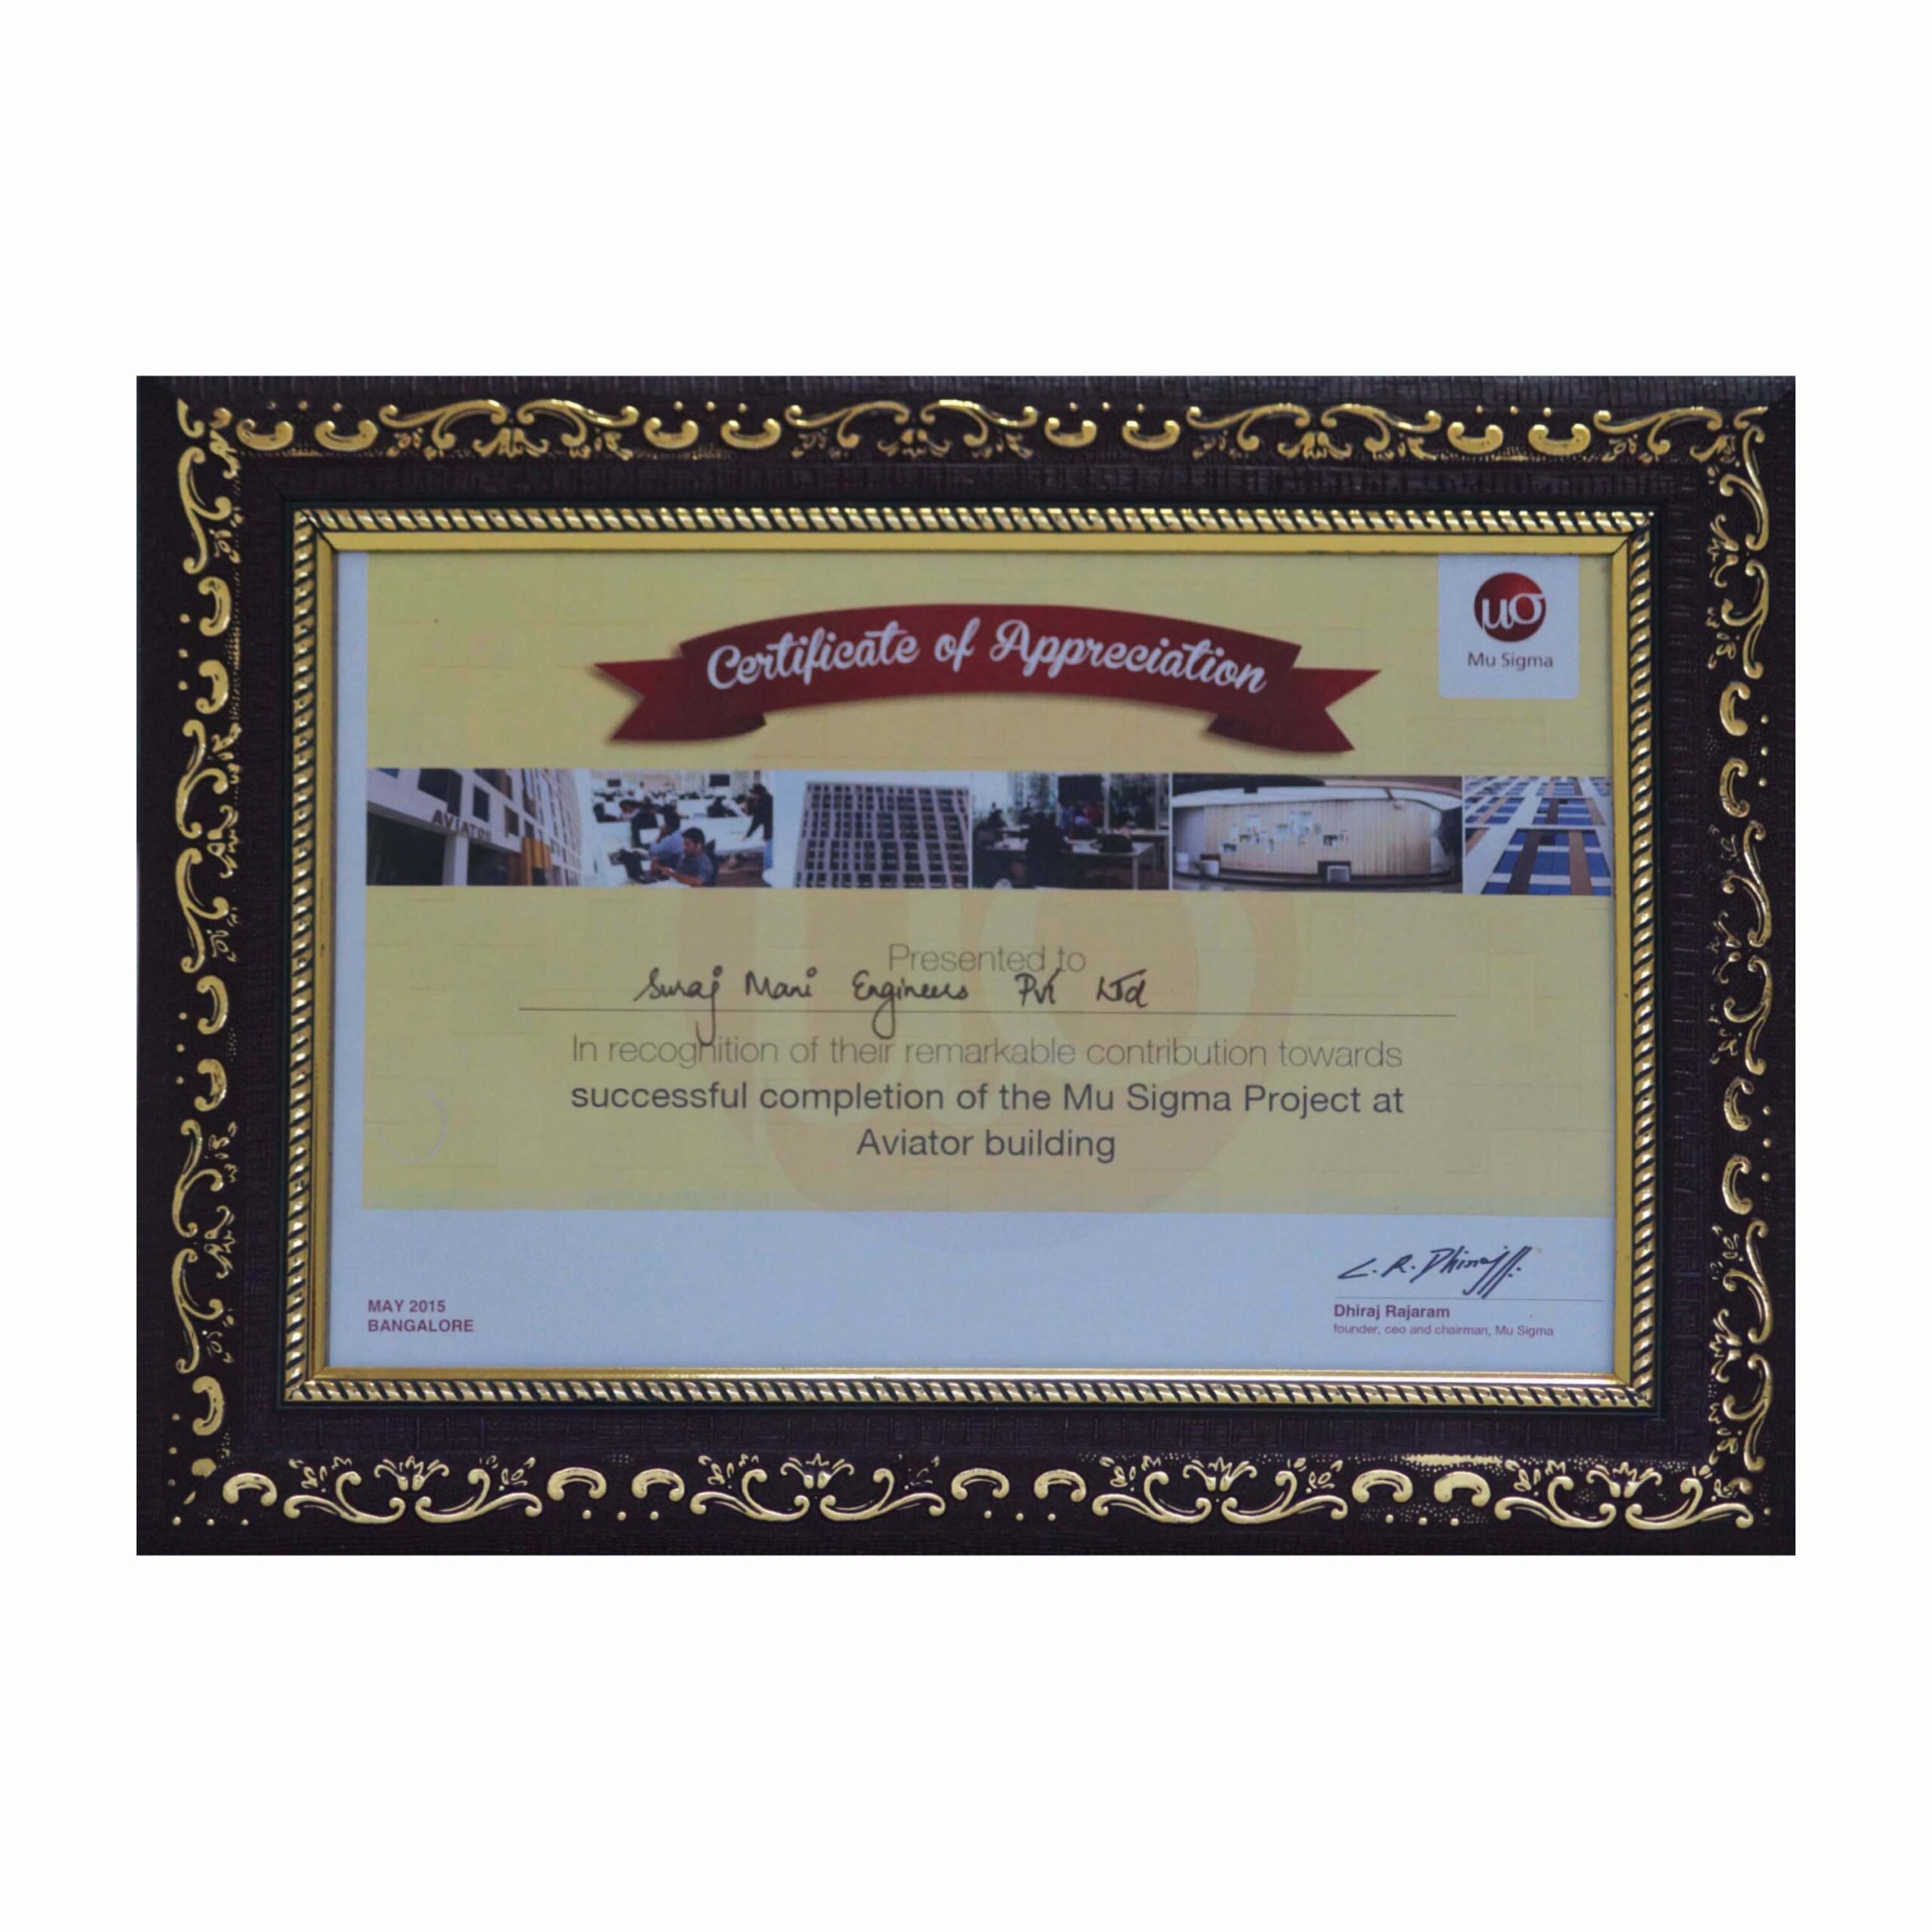 Certificate of Appreciation
μσ
Mu Sigma
AVIATOR
Presented to
Suraj Mani Engineers Pvt Ltd
In recognition of their remarkable contribution towards
successful completion of the Mu Sigma Project at
Aviator building
L. R. Dhiraj
MAY 2015
BANGALORE
Dhiraj Rajaram
founder, ceo and chairman, Mu Sigma